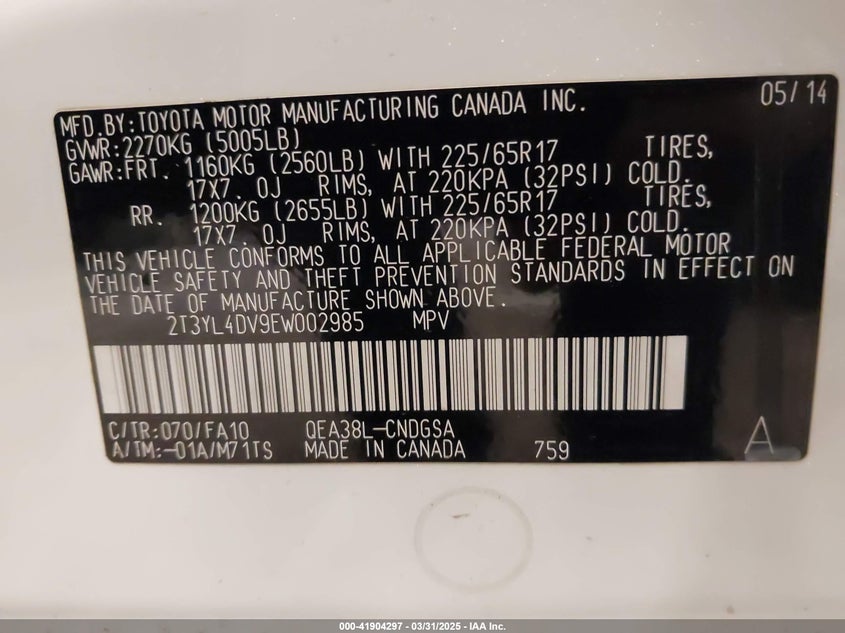 05/14
MFD.BY:TOYOTA MOTOR MANUFACTURING CANADA INC.
GVWR:2270KG (5005LB)
GAWR:FRT. 1160KG (2560LB) WITH 225/65R17 TIRES,
17X7.0J RIMS, AT 220KPA (32PSI) COLD.
RR. 1200KG (2655LB) WITH 225/65R17 TIRES,
17X7.0J RIMS, AT 220KPA (32PSI) COLD.
THIS VEHICLE CONFORMS TO ALL APPLICABLE FEDERAL MOTOR
VEHICLE SAFETY AND THEFT PREVENTION STANDARDS IN EFFECT ON
THE DATE OF MANUFACTURE SHOWN ABOVE.
2T3YL4DV9EW002985 MPV
C/TR:070/FA10 QEA38L-CNDGSA
A/TM:-01A/M71TS MADE IN CANADA 759 A
000-41904297 - 03/31/2025 - IAA Inc.